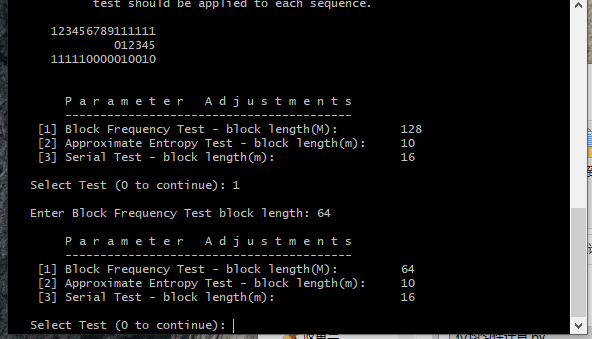 test should be applied to each sequence.
123456789111111
012345
111110000010010
P a r a m e t e r   A d j u s t m e n t s
----------------------------------------
[1] Block Frequency Test - block length(M):         128
[2] Approximate Entropy Test - block length(m):     10
[3] Serial Test - block length(m):                  16
Select Test (0 to continue): 1
Enter Block Frequency Test block length: 64
P a r a m e t e r   A d j u s t m e n t s
----------------------------------------
[1] Block Frequency Test - block length(M):         64
[2] Approximate Entropy Test - block length(m):     10
[3] Serial Test - block length(m):                  16
Select Test (0 to continue):